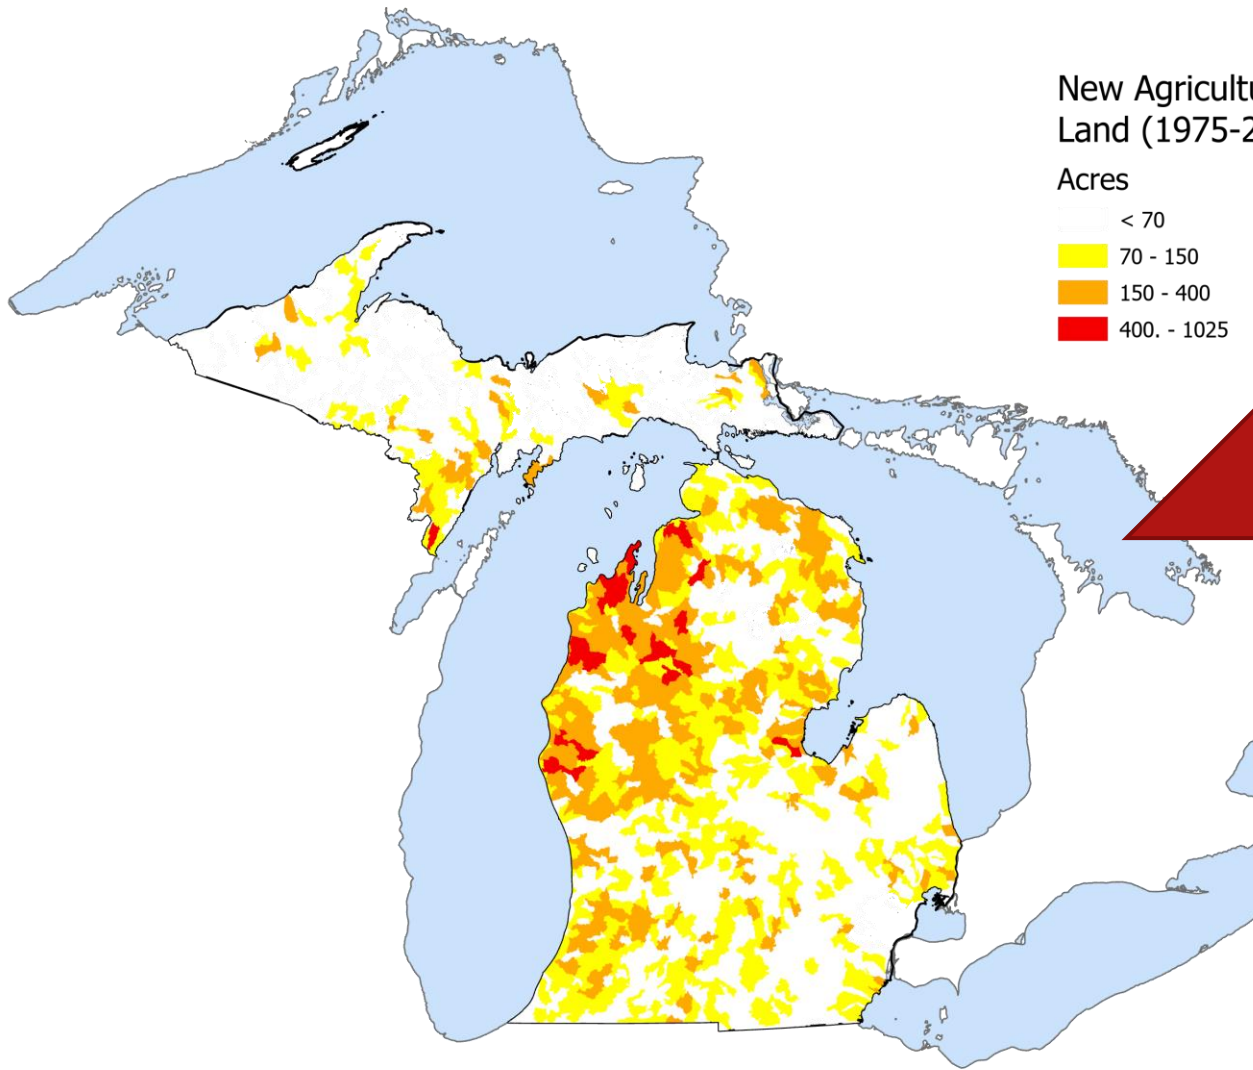 New Agricultu
Land (1975-2
Acres
< 70
70 - 150
150 - 400
400. - 1025